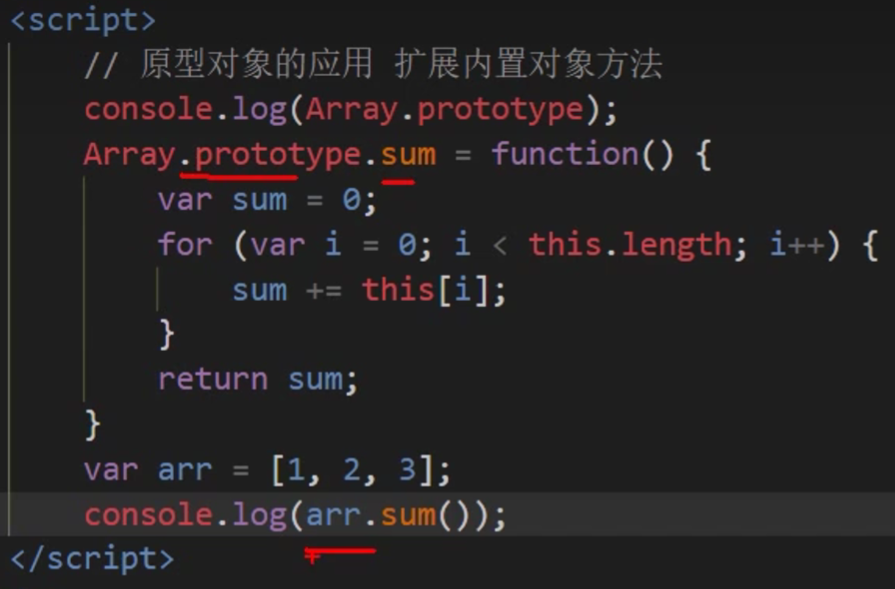 <script>
// 原型对象的应用 扩展内置对象方法
console.log(Array.prototype);
Array.prototype.sum = function() {
var sum = 0;
for (var i = 0; i < this.length; i++) {
sum += this[i];
}
return sum;
}
var arr = [1, 2, 3];
console.log(arr.sum());
</script>